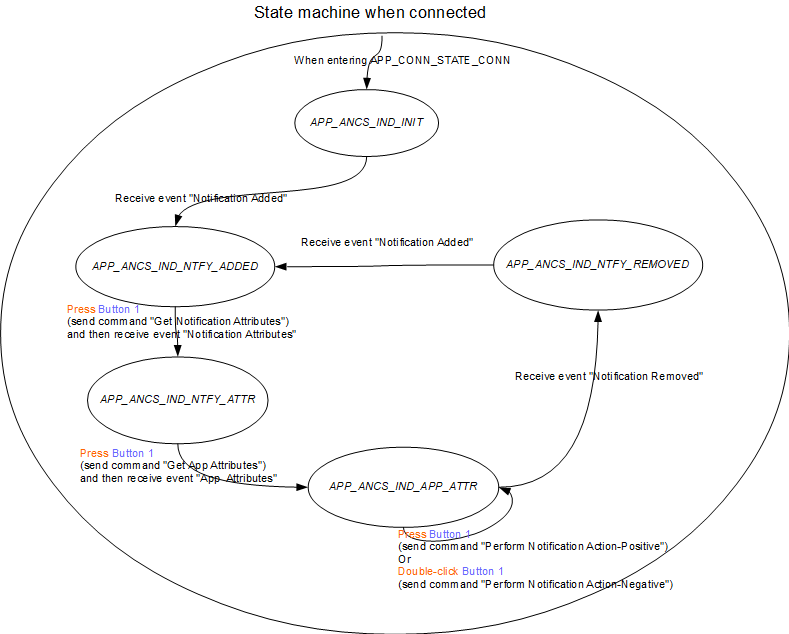 State machine when connected
When entering APP_CONN_STATE_CONN
APP_ANCS_IND_INIT
Receive event "Notification Added"
Receive event "Notification Added"
APP_ANCS_IND_NTFY_ADDED
APP_ANCS_IND_NTFY_REMOVED
Press Button 1
(send command "Get Notification Attributes")
and then receive event "Notification Attributes"
Receive event "Notification Removed"
APP_ANCS_IND_NTFY_ATTR
Press Button 1
(send command "Get App Attributes")
and then receive event "App Attributes"
APP_ANCS_IND_APP_ATTR
Press Button 1
(send command "Perform Notification Action-Positive")
Or
Double-click Button 1
(send command "Perform Notification Action-Negative")